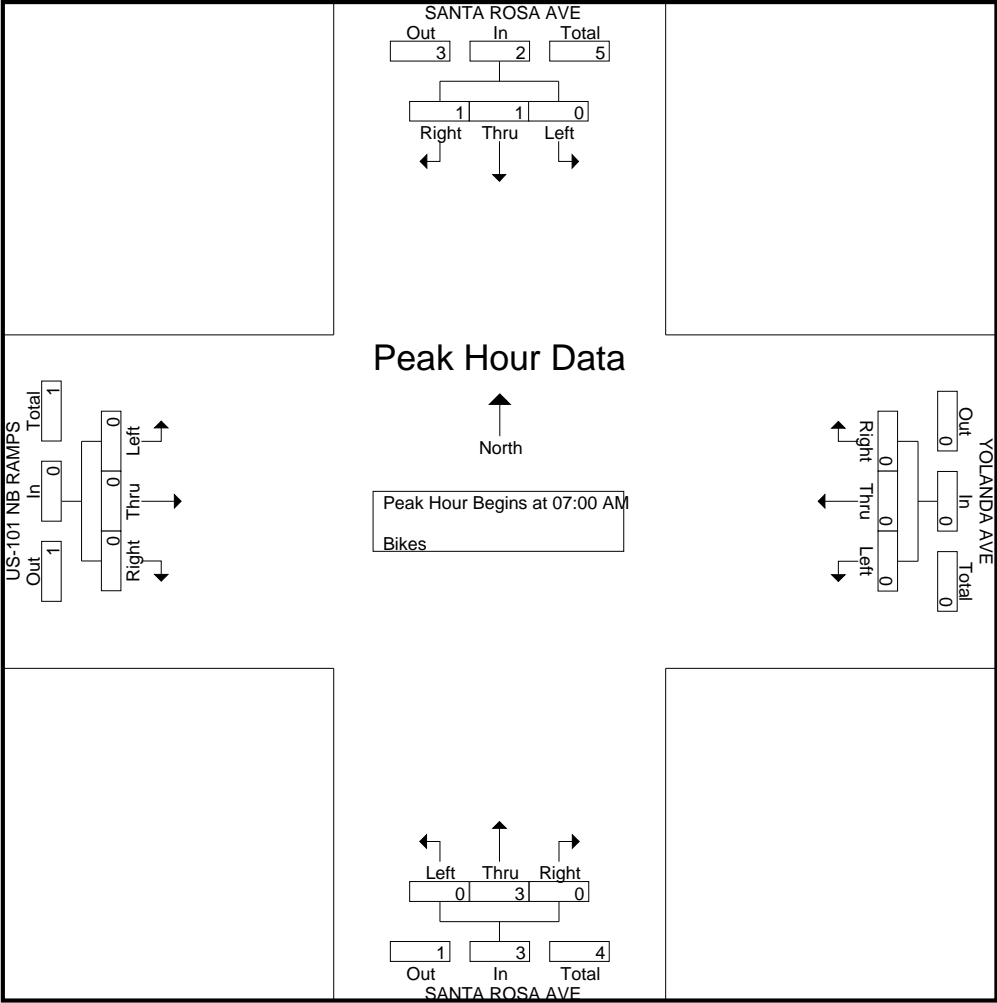 SANTA ROSA AVE
Out In Total
3 2 5
1 1 0
Right Thru Left
Peak Hour Data
North
Peak Hour Begins at 07:00 AM
Bikes
US-101 NB RAMPS
Out In Total
1 0 1
0 0 0
Right Thru Left
YOLANDA AVE
Out In Total
0 0 0
Right Thru Left
0 0 0
Left Thru Right
0 3 0
1 3 4
Out In Total
SANTA ROSA AVE